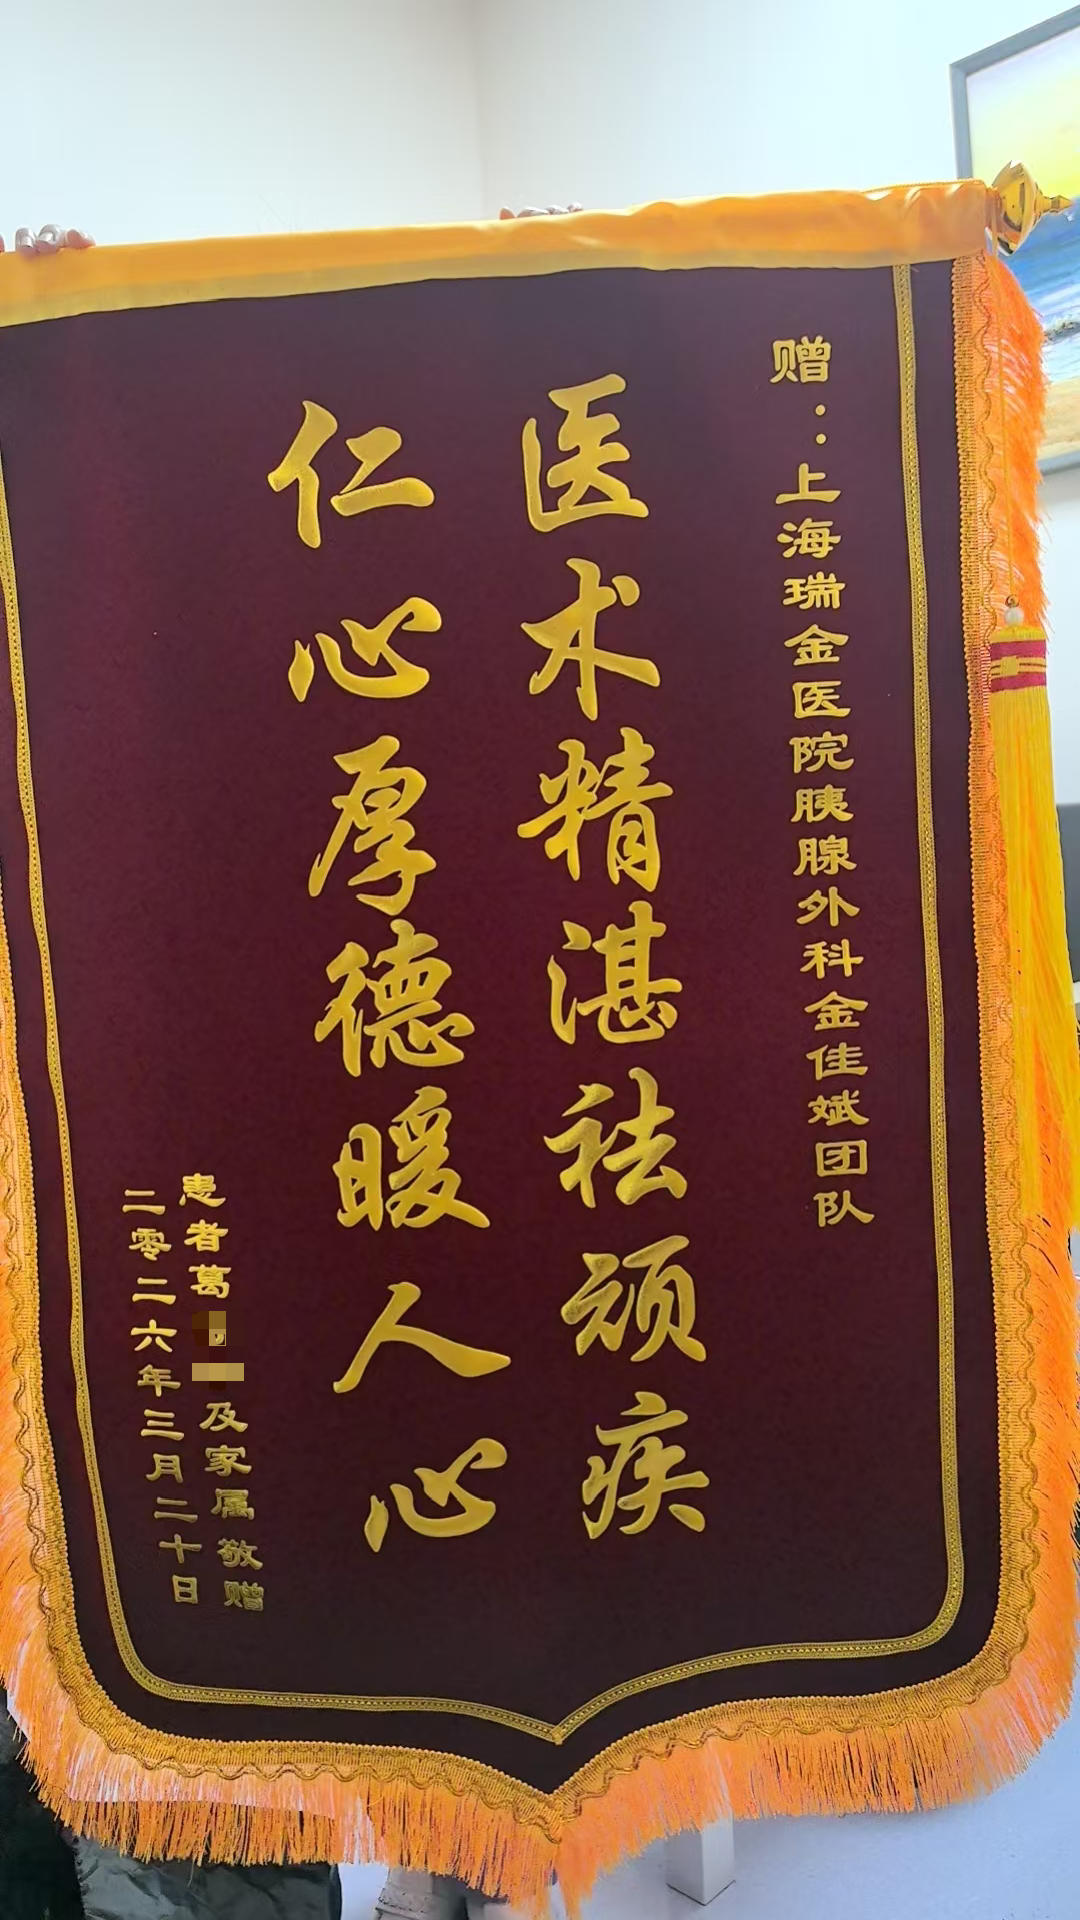 赠：上海瑞金医院胰腺外科金佳斌团队
医术精湛祛顽疾
仁心厚德暖人心
患者葛 及家属敬赠
二零二六年三月二十日